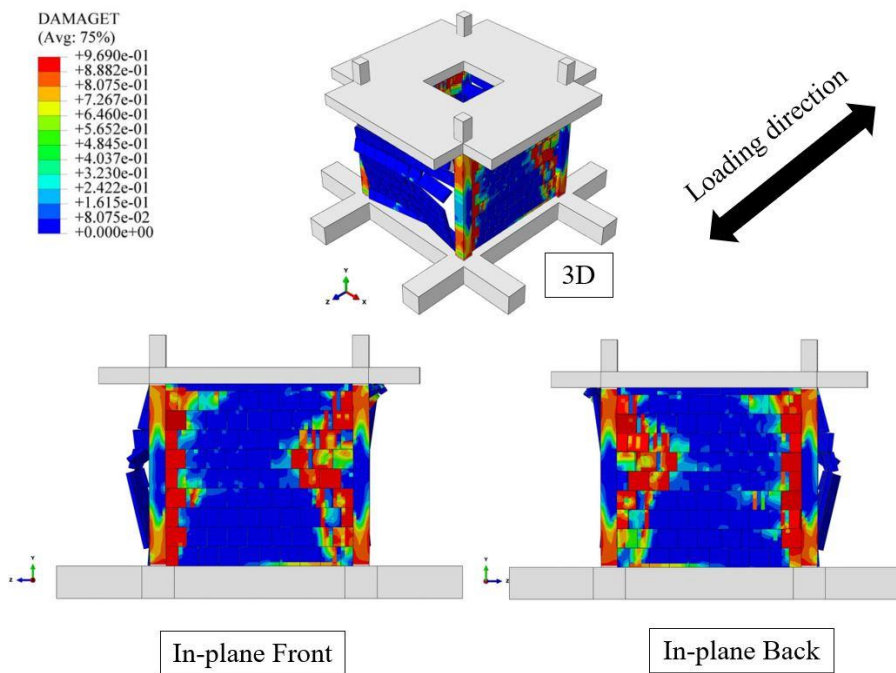 DAMAGET
(Avg: 75%)
+9.690e-01
+8.882e-01
+8.075e-01
+7.267e-01
+6.460e-01
+5.652e-01
+4.845e-01
+4.037e-01
+3.230e-01
+2.422e-01
+1.615e-01
+8.075e-02
+0.000e+00
Loading direction
Y
Z
X
3D
Y
Z
Y
Z
In-plane Front
In-plane Back